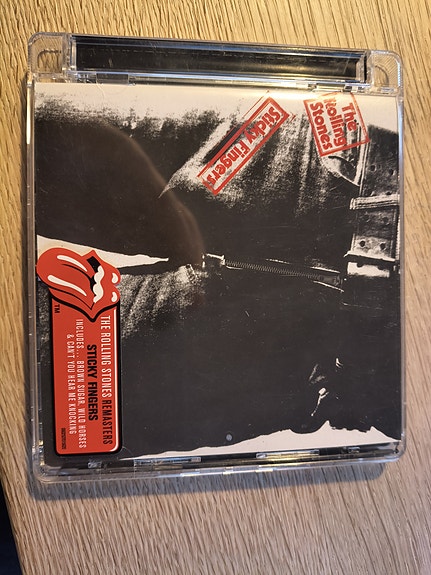 The
Rolling
Stones
Sticky Fingers
THE ROLLING STONES REMASTERS
STICKY FINGERS
INCLUDES... BROWN SUGAR, WILD HORSES
& CAN'T YOU HEAR ME KNOCKING
TM